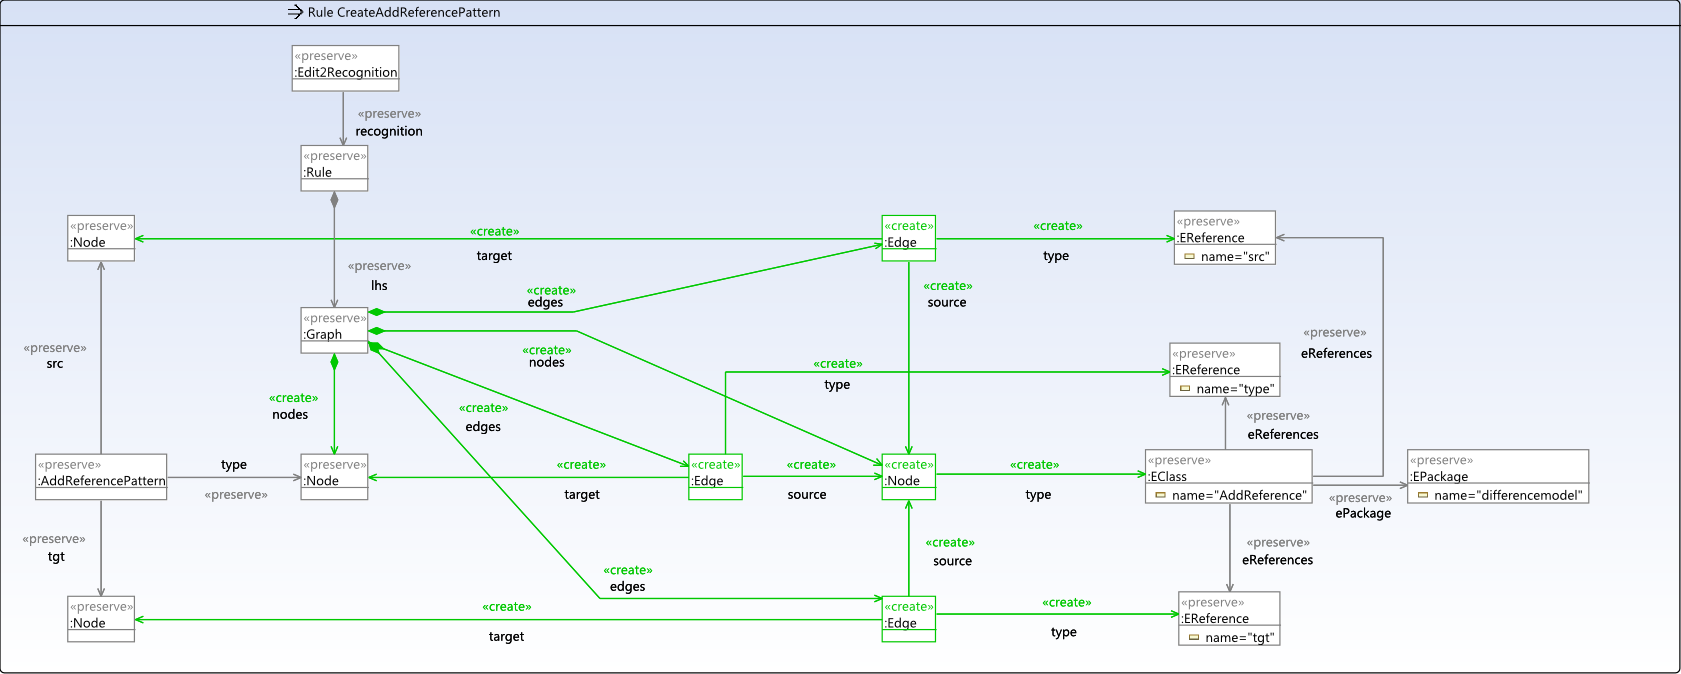 Rule CreateAddReferencePattern
«preserve»
:Edit2Recognition
«preserve»
recognition
«preserve»
:Rule
«preserve»
:Node
«create»
target
«create»
:Edge
«create»
type
«preserve»
:EReference
name="src"
«preserve»
lhs
«create»
edges
«create»
source
«preserve»
:Graph
«preserve»
src
«create»
nodes
«create»
type
«preserve»
eReferences
«preserve»
:EReference
name="type"
«create»
nodes
«create»
edges
«preserve»
eReferences
«preserve»
:AddReferencePattern
type
«preserve»
«preserve»
:Node
«create»
target
«create»
:Edge
«create»
source
«create»
:Node
«create»
type
«preserve»
:EClass
name="AddReference"
«preserve»
ePackage
«preserve»
:EPackage
name="differencemodel"
«preserve»
tgt
«create»
edges
«create»
source
«preserve»
eReferences
«preserve»
:Node
«create»
target
«create»
:Edge
«create»
type
«preserve»
:EReference
name="tgt"